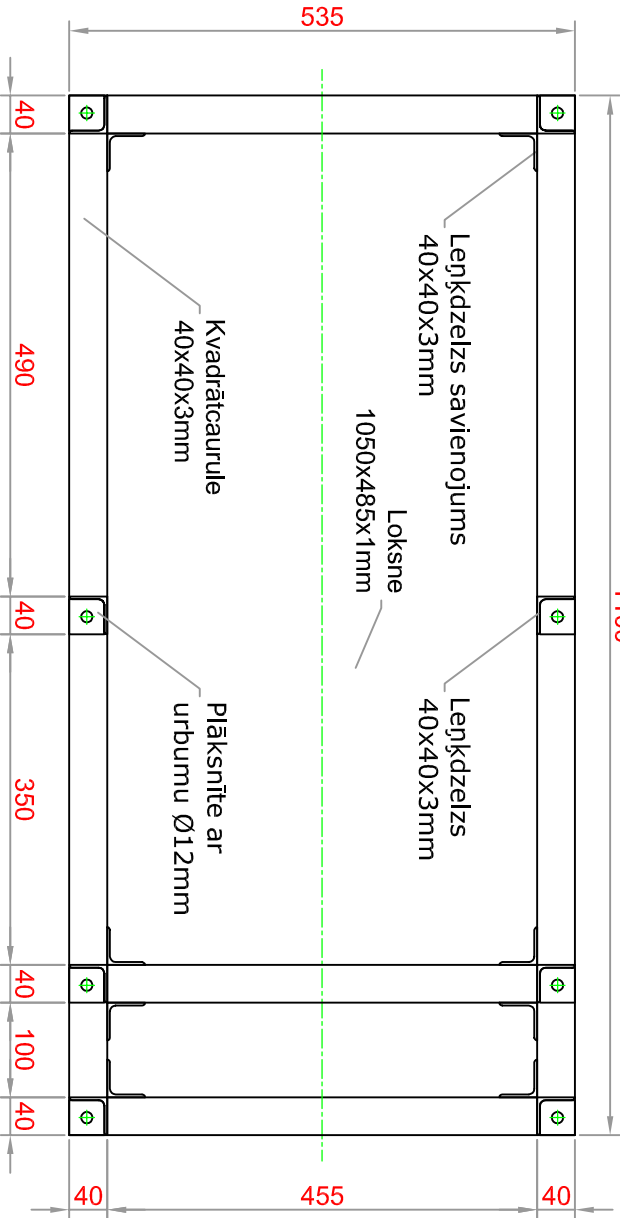 535
40
490
40
350
40
100
40
40
455
40
Leņķdzelzs savienojums
40x40x3mm
Kvadrātcaurule
40x40x3mm
Loksne
1050x485x1mm
Leņķdzelzs
40x40x3mm
Plāksnīte ar
urbumu Ø12mm